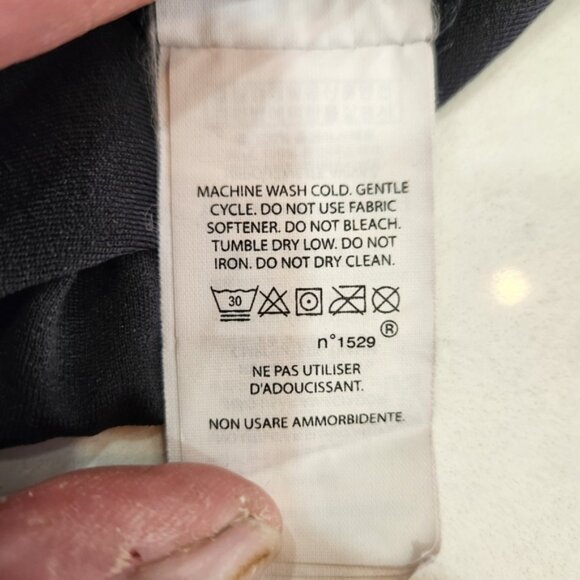 MACHINE WASH COLD. GENTLE
CYCLE. DO NOT USE FABRIC
SOFTENER. DO NOT BLEACH.
TUMBLE DRY LOW. DO NOT
IRON. DO NOT DRY CLEAN.
30
®
n°1529
NE PAS UTILISER
D'ADOUCISSANT.
NON USARE AMMORBIDENTE.